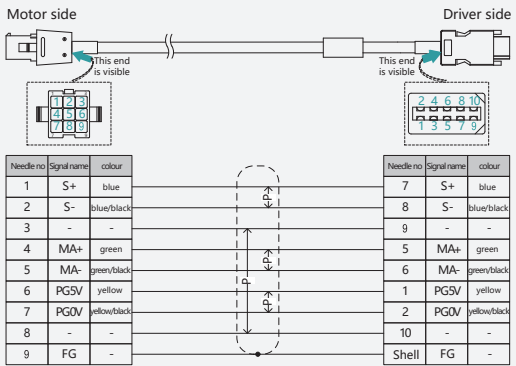 Motor side
Driver side
This end
is visible
This end
is visible
1 2 3
4 5 6
7 8 9
2 4 6 8 10
1 3 5 7 9
Needle no Signal name colour
1 S+ blue
2 S- blue/black
3 - -
4 MA+ green
5 MA- green/black
6 PG5V yellow
7 PG0V yellow/black
8 - -
9 FG -
P
P
P
P
Needle no Signal name colour
7 S+ blue
8 S- blue/black
9 - -
5 MA+ green
6 MA- green/black
1 PG5V yellow
2 PG0V yellow/black
10 - -
Shell FG -